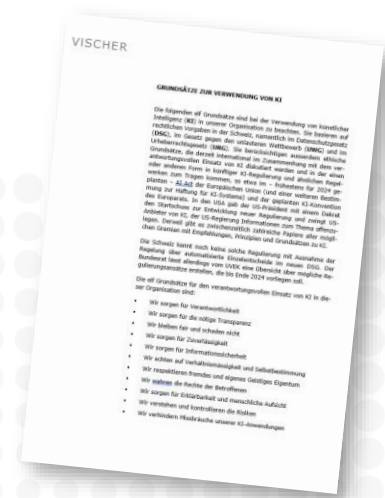 VISCHER
GRUNDSÄTZE ZUR VERWENDUNG VON KI
Die folgenden elf Grundsätze sind bei der Verwendung von künstlicher
Intelligenz (KI) in unserer Organisation zu beachten. Sie basieren auf
rechtlichen Vorgaben in der Schweiz, namentlich im Datenschutzgesetz
(DSG), im Gesetz gegen den unlauteren Wettbewerb (UWG) und im
Urheberrechtsgesetz (URG). Sie berücksichtigen ausserdem ethische
Grundsätze, die derzeit international im Zusammenhang mit dem ver-
antwortungsvollen Einsatz von KI diskutiert werden und in der einen
oder anderen Form in künftiger KI-Regulierung und ähnlichen Regel-
werken zum Tragen kommen, so etwa im – frühestens für 2024 ge-
planten – AI Act der Europäischen Union (und einer weiteren Bestim-
mung zur Haftung für KI-Systeme) und der geplanten KI-Konvention
des Europarats. In den USA gab der US-Präsident mit einem Dekret
den Startschuss zur Entwicklung neuer Regulierung und zwingt US-
Anbieter von KI, der US-Regierung Informationen zum Thema offenzu-
legen. Derweil gibt es zwischenzeitlich zahlreiche Papiere aller mögli-
chen Gremien mit Empfehlungen, Prinzipien und Grundsätzen zu KI.
Die Schweiz kennt noch keine solche Regulierung mit Ausnahme der
Regelung über automatisierte Einzelentscheide im neuen DSG. Der
Bundesrat lässt allerdings vom UVEK eine Übersicht über mögliche Re-
gulierungsansätze erstellen, die bis Ende 2024 vorliegen soll.
Die elf Grundsätze für den verantwortungsvollen Einsatz von KI in die-
ser Organisation sind:
• Wir sorgen für Verantwortlichkeit
• Wir sorgen für die nötige Transparenz
• Wir bleiben fair und schaden nicht
• Wir sorgen für Zuverlässigkeit
• Wir sorgen für Informationssicherheit
• Wir achten auf Verhältnismässigkeit und Selbstbestimmung
• Wir respektieren fremdes und eigenes Geistiges Eigentum
• Wir wahren die Rechte der Betroffenen
• Wir sorgen für Erklärbarkeit und menschliche Aufsicht
• Wir verstehen und kontrollieren die Risiken
• Wir verhindern Missbräuche unserer KI-Anwendungen